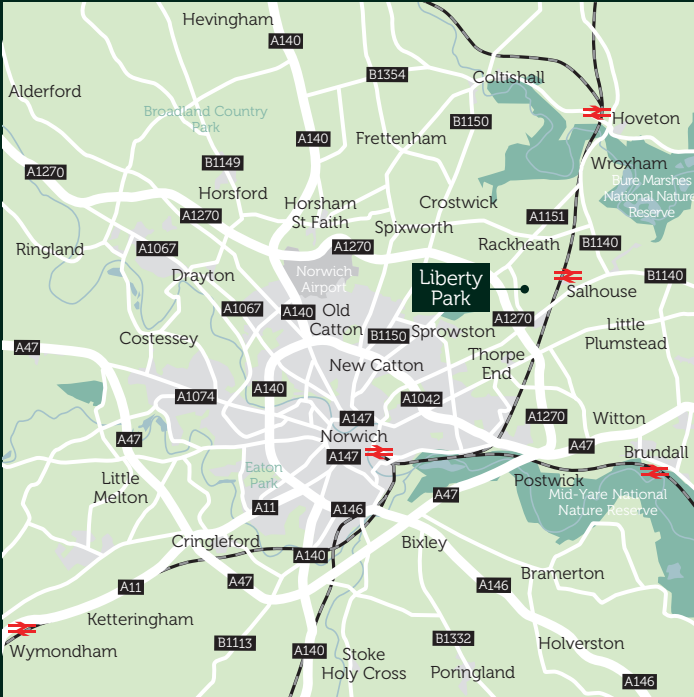 Hevingham
A140
B1354
Coltishall
Alderford
Broadland Country
Park
B1150
Hoveton
A140
Frettenham
B1149
Wroxham
A1270
Bure Marshes
National Nature
Reserve
Horsford
Horsham
St Faith
Crostwick
A1270
A1151
Spixworth
Ringland
A1067
A1270
Rackheath
B1140
Drayton
Norwich
Airport
Liberty
Park
B1140
Salhouse
A1067
A140
Old
Catton
A1270
Little
Plumstead
Costessey
B1150
Sprowston
A47
New Catton
Thorpe
End
A140
A1074
A1042
A147
A1270
Witton
Norwich
A47
A47
A147
Brundall
Eaton
Park
Little
Melton
Postwick
A47
Mid-Yare National
Nature Reserve
A11
A146
Cringleford
Bixley
A140
Bramerton
A11
A47
A146
Ketteringham
B1113
B1332
Holverston
Wymondham
A140
Stoke
Holy Cross
Poringland
A146